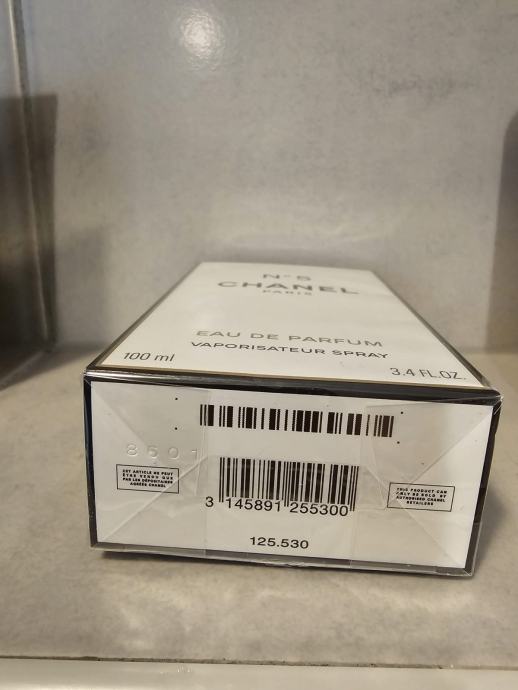 N°5
CHANEL
PARIS
EAU DE PARFUM
VAPORISATEUR SPRAY
100 ml
3.4 FL.OZ.
8601
CET ARTICLE NE PEUT
ÊTRE VENDU QUE
PAR LES DÉPOSITAIRES
AGRÉÉS CHANEL
THIS PRODUCT CAN
ONLY BE SOLD BY
AUTHORISED CHANEL
RETAILERS
3 145891 255300
125.530